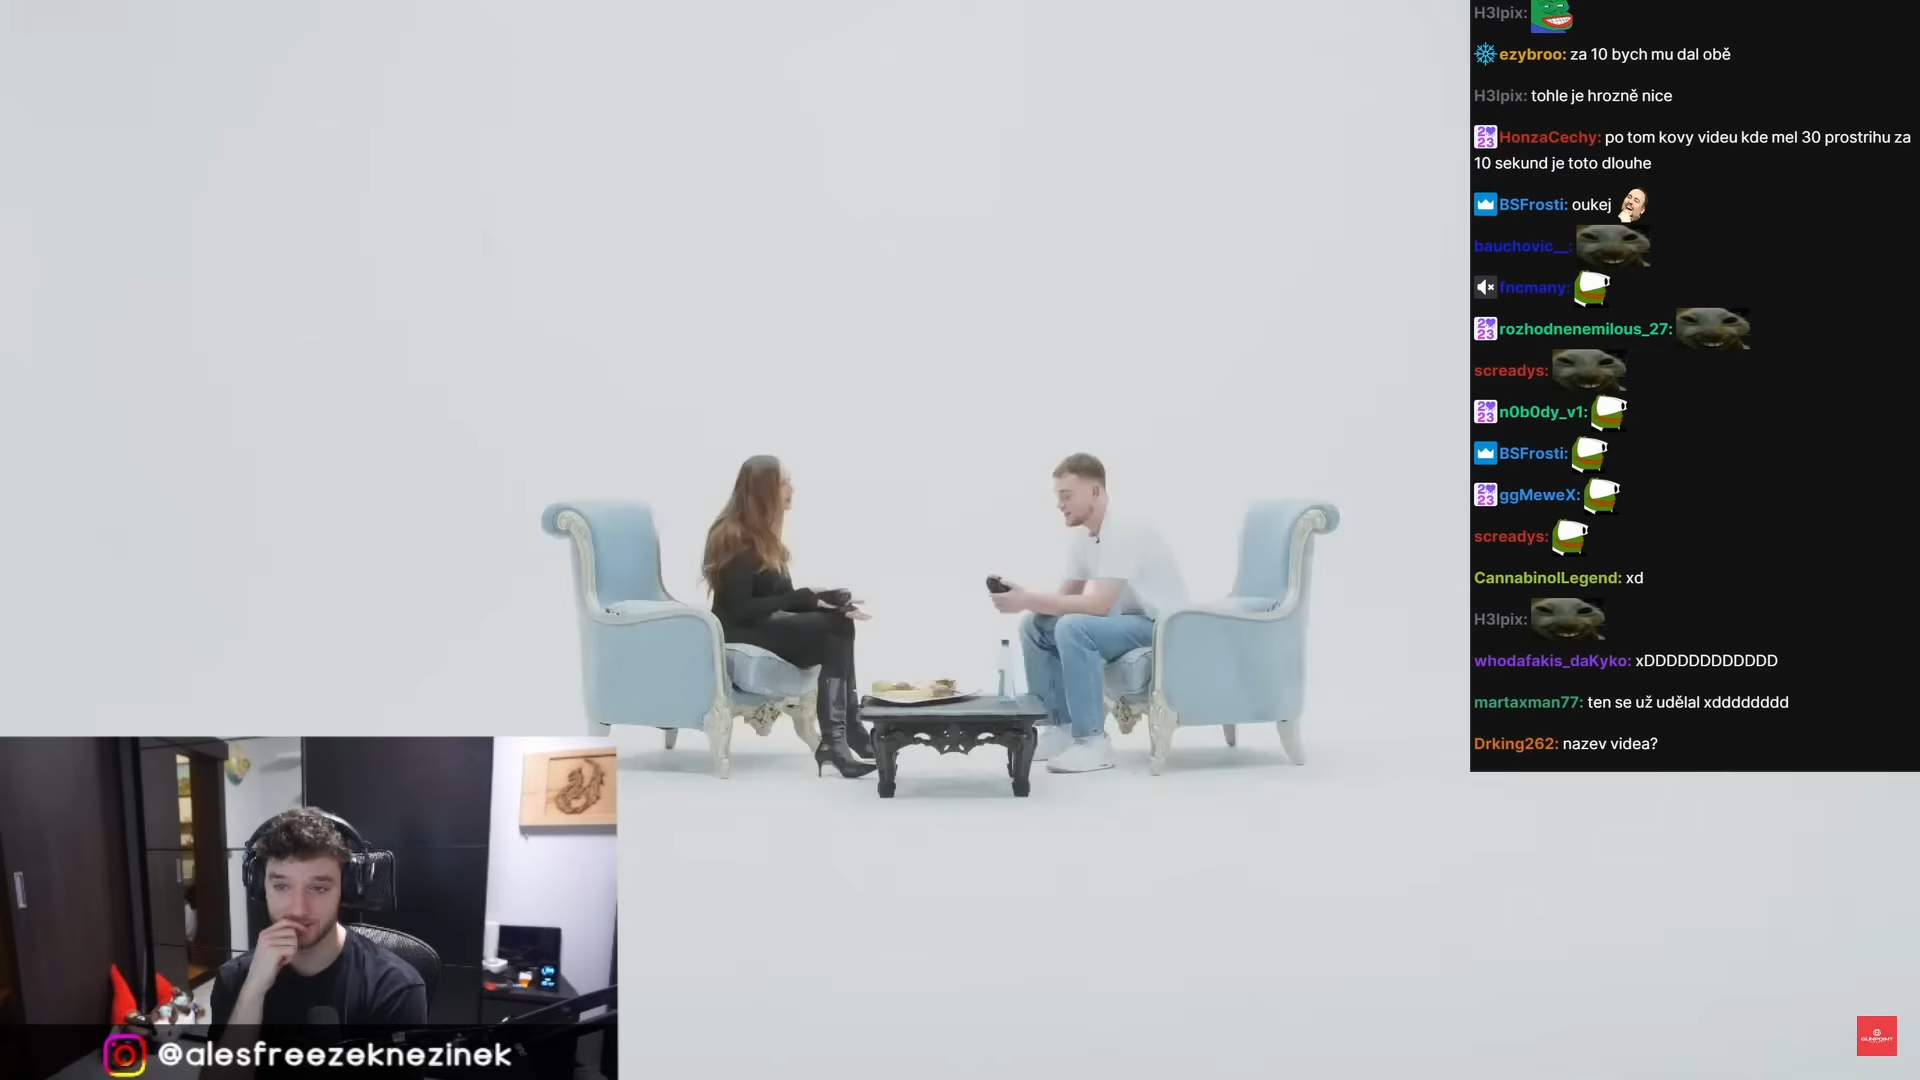 H3lpix:
ezybroo: za 10 bych mu dal obě
H3lpix: tohle je hrozně nice
HonzaCechy: po tom kovy videu kde mel 30 prostrihu za
10 sekund je toto dlouhe
BSFrosti: oukej
bauchovic__:
fncmany:
rozhodnenemilous_27:
screadys:
n0b0dy_v1:
BSFrosti:
ggMeweX:
screadys:
CannabinolLegend: xd
H3lpix:
whodafakis_daKyko: xDDDDDDDDDDDD
martaxman77: ten se už udělal xdddddddd
Drking262: nazev videa?
@alesfreezeknezinek
GUNPOINT